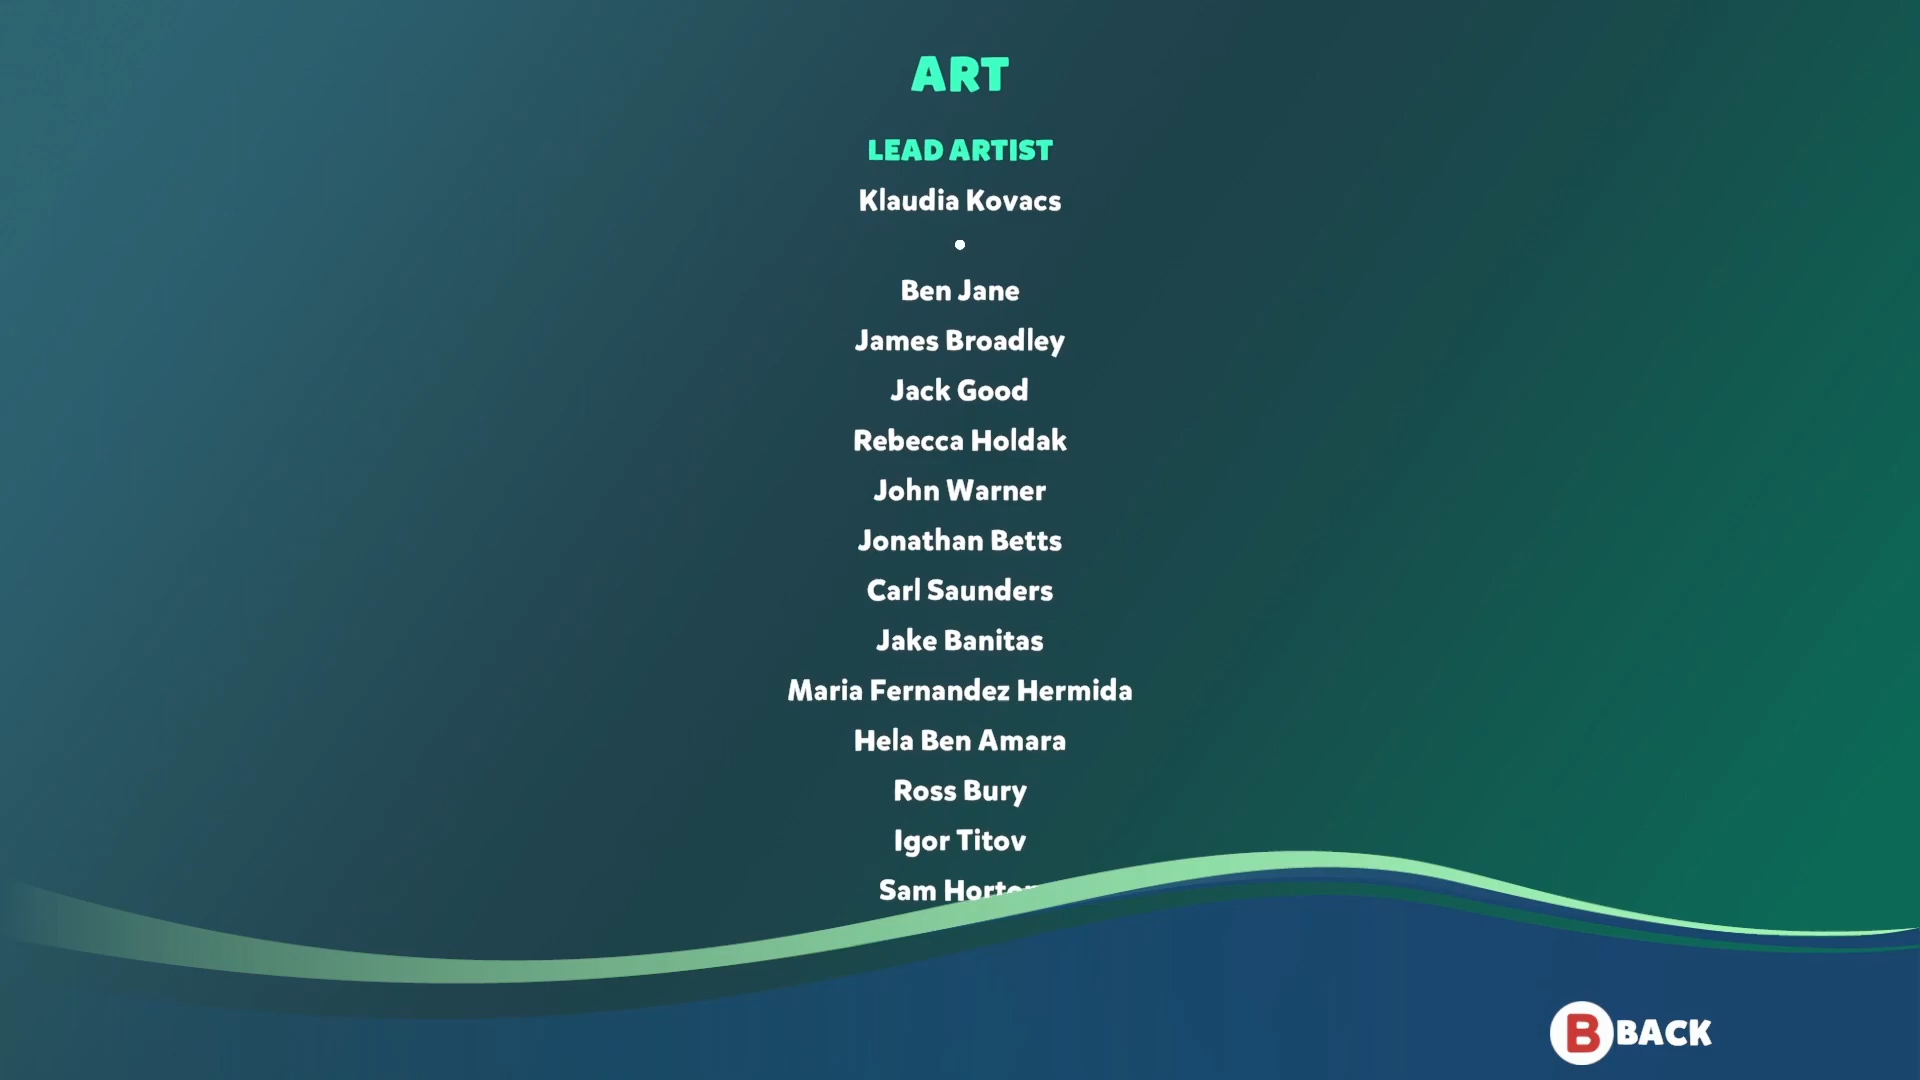 ART
LEAD ARTIST
Klaudia Kovacs
•
Ben Jane
James Broadley
Jack Good
Rebecca Holdak
John Warner
Jonathan Betts
Carl Saunders
Jake Banitas
Maria Fernandez Hermida
Hela Ben Amara
Ross Bury
Igor Titov
Sam
B BACK